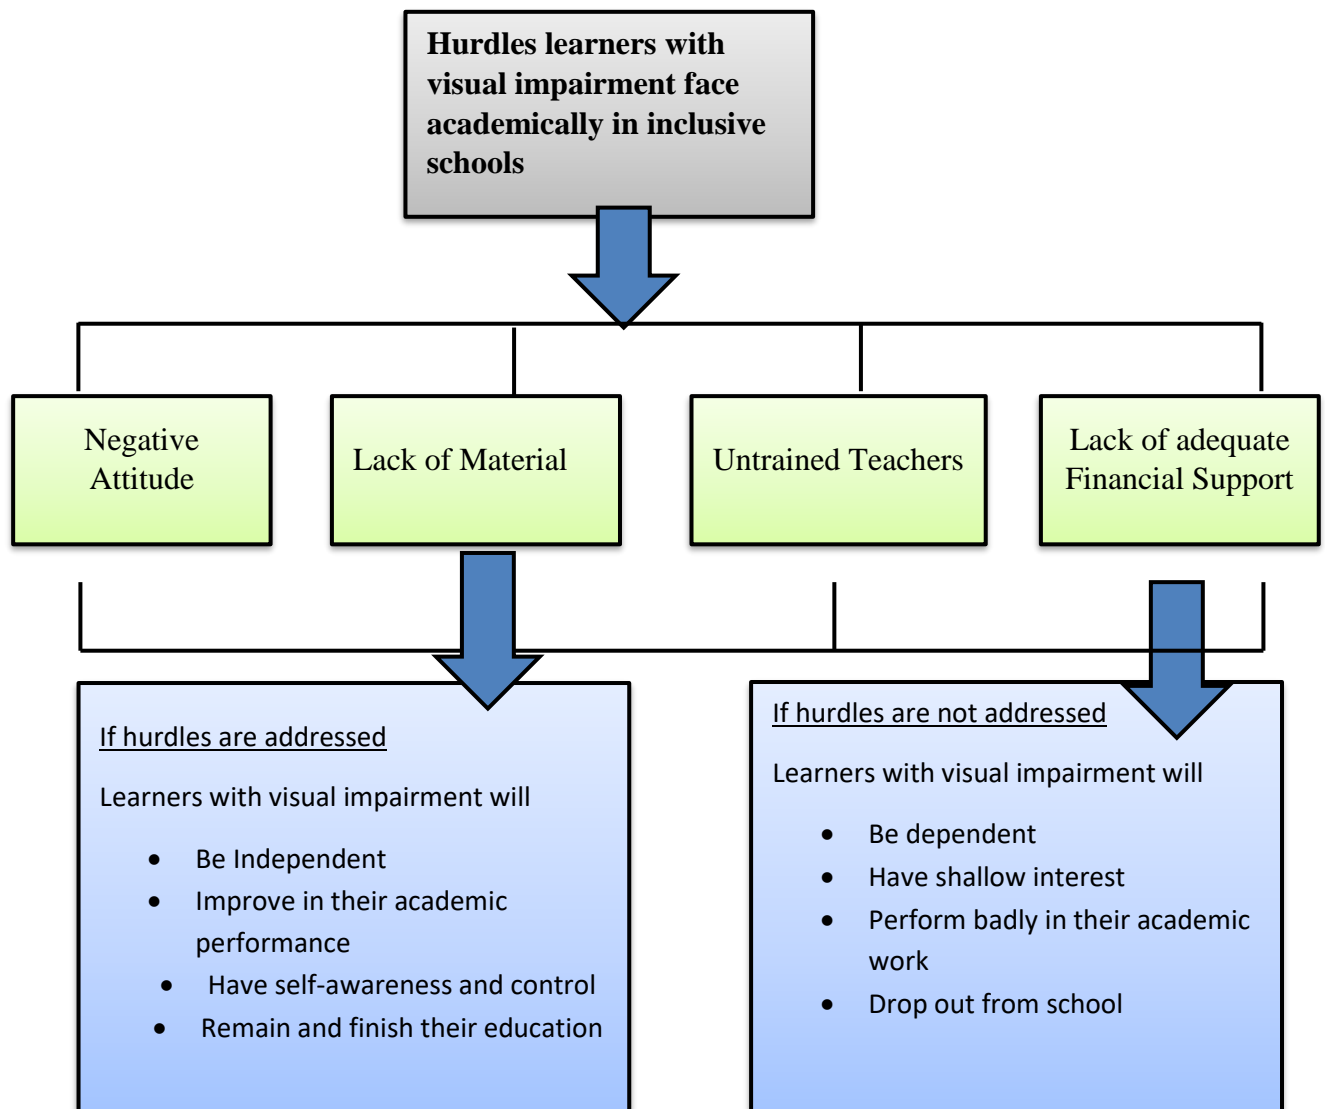 Hurdles learners with
visual impairment face
academically in inclusive
schools
Negative
Attitude
Lack of Material
Untrained Teachers
Lack of adequate
Financial Support
If hurdles are addressed
Learners with visual impairment will
• Be Independent
• Improve in their academic
performance
• Have self-awareness and control
• Remain and finish their education
If hurdles are not addressed
Learners with visual impairment will
• Be dependent
• Have shallow interest
• Perform badly in their academic
work
• Drop out from school